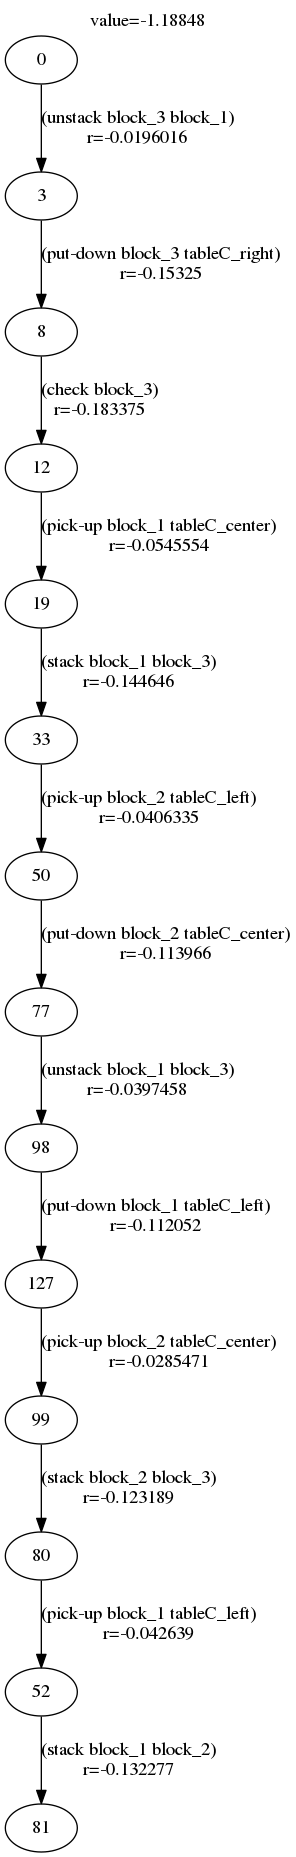 value=-1.18848
0
(unstack block_3 block_1)
r=-0.0196016
3
(put-down block_3 tableC_right)
r=-0.15325
8
(check block_3)
r=-0.183375
12
(pick-up block_1 tableC_center)
r=-0.0545554
19
(stack block_1 block_3)
r=-0.144646
33
(pick-up block_2 tableC_left)
r=-0.0406335
50
(put-down block_2 tableC_center)
r=-0.113966
77
(unstack block_1 block_3)
r=-0.0397458
98
(put-down block_1 tableC_left)
r=-0.112052
127
(pick-up block_2 tableC_center)
r=-0.0285471
99
(stack block_2 block_3)
r=-0.123189
80
(pick-up block_1 tableC_left)
r=-0.042639
52
(stack block_1 block_2)
r=-0.132277
81